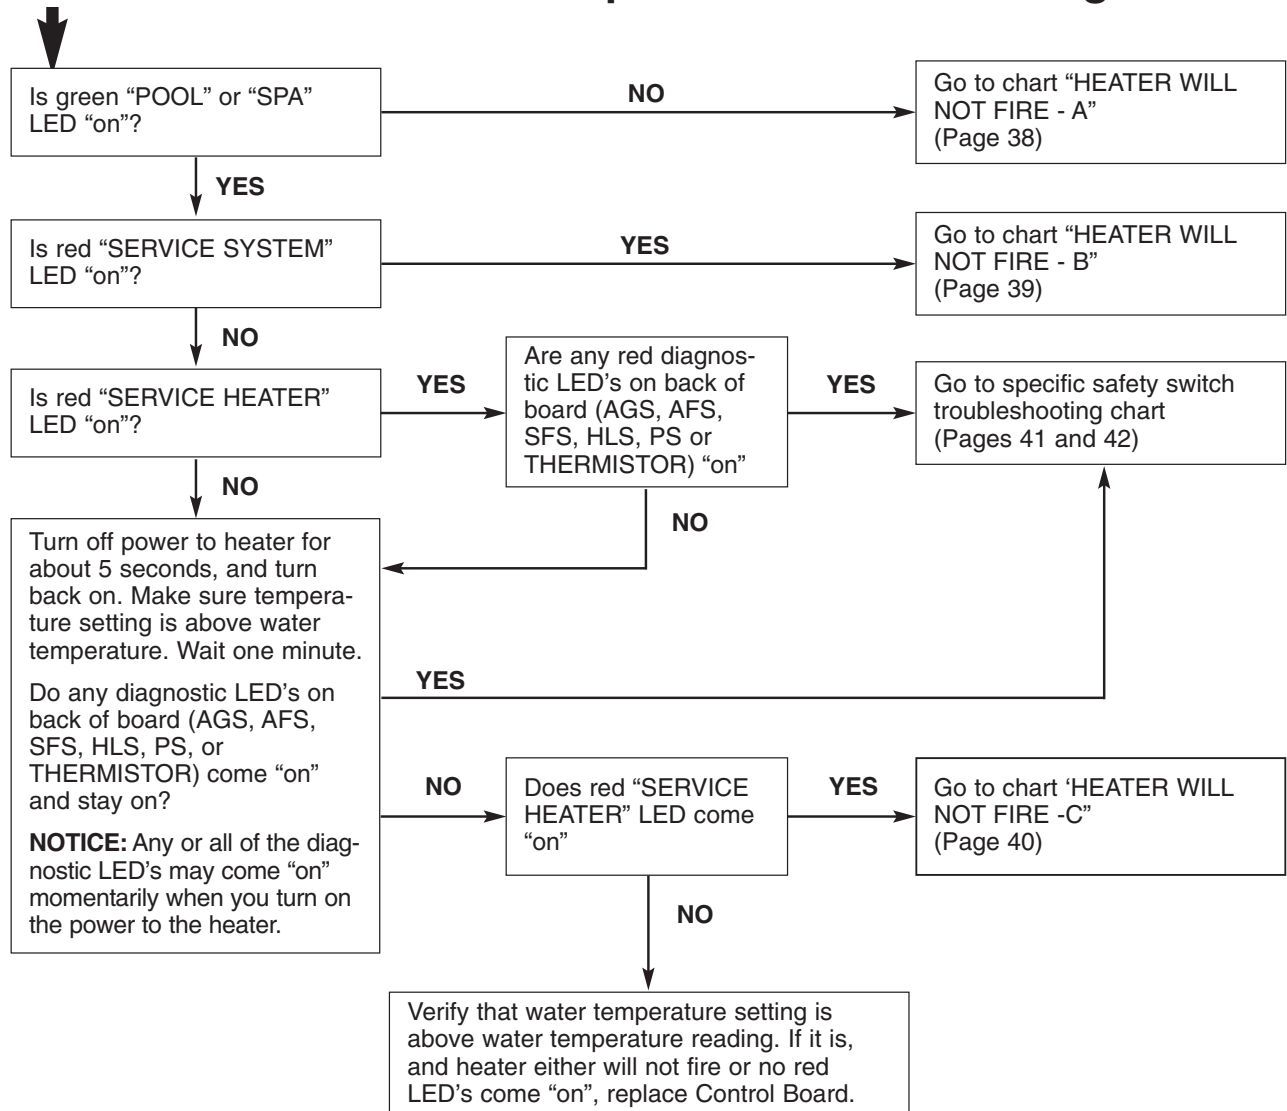 Is green “POOL” or “SPA”
LED “on”?
NO
Go to chart “HEATER WILL
NOT FIRE - A”
(Page 38)
YES
Is red “SERVICE SYSTEM”
LED “on”?
YES
Go to chart “HEATER WILL
NOT FIRE - B”
(Page 39)
NO
Is red “SERVICE HEATER”
LED “on”?
YES
Are any red diagnos-
tic LED’s on back of
board (AGS, AFS,
SFS, HLS, PS or
THERMISTOR) “on”
YES
Go to specific safety switch
troubleshooting chart
(Pages 41 and 42)
NO
NO
Turn off power to heater for
about 5 seconds, and turn
back on. Make sure tempera-
ture setting is above water
temperature. Wait one minute.
Do any diagnostic LED’s on
back of board (AGS, AFS,
SFS, HLS, PS, or
THERMISTOR) come “on”
and stay on?
NOTICE: Any or all of the diag-
nostic LED’s may come “on”
momentarily when you turn on
the power to the heater.
YES
NO
Does red “SERVICE
HEATER” LED come
“on”
YES
Go to chart ‘HEATER WILL
NOT FIRE -C”
(Page 40)
NO
Verify that water temperature setting is
above water temperature reading. If it is,
and heater either will not fire or no red
LED’s come “on”, replace Control Board.